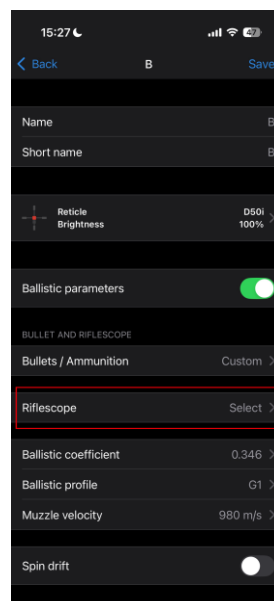 15:27
47
Back B Save
Name B
Short name B
Reticle D50i
Brightness 100%
Ballistic parameters
BULLET AND RIFLESCOPE
Bullets / Ammunition Custom
Riflescope Select
Ballistic coefficient 0.346
Ballistic profile G1
Muzzle velocity 980 m/s
Spin drift